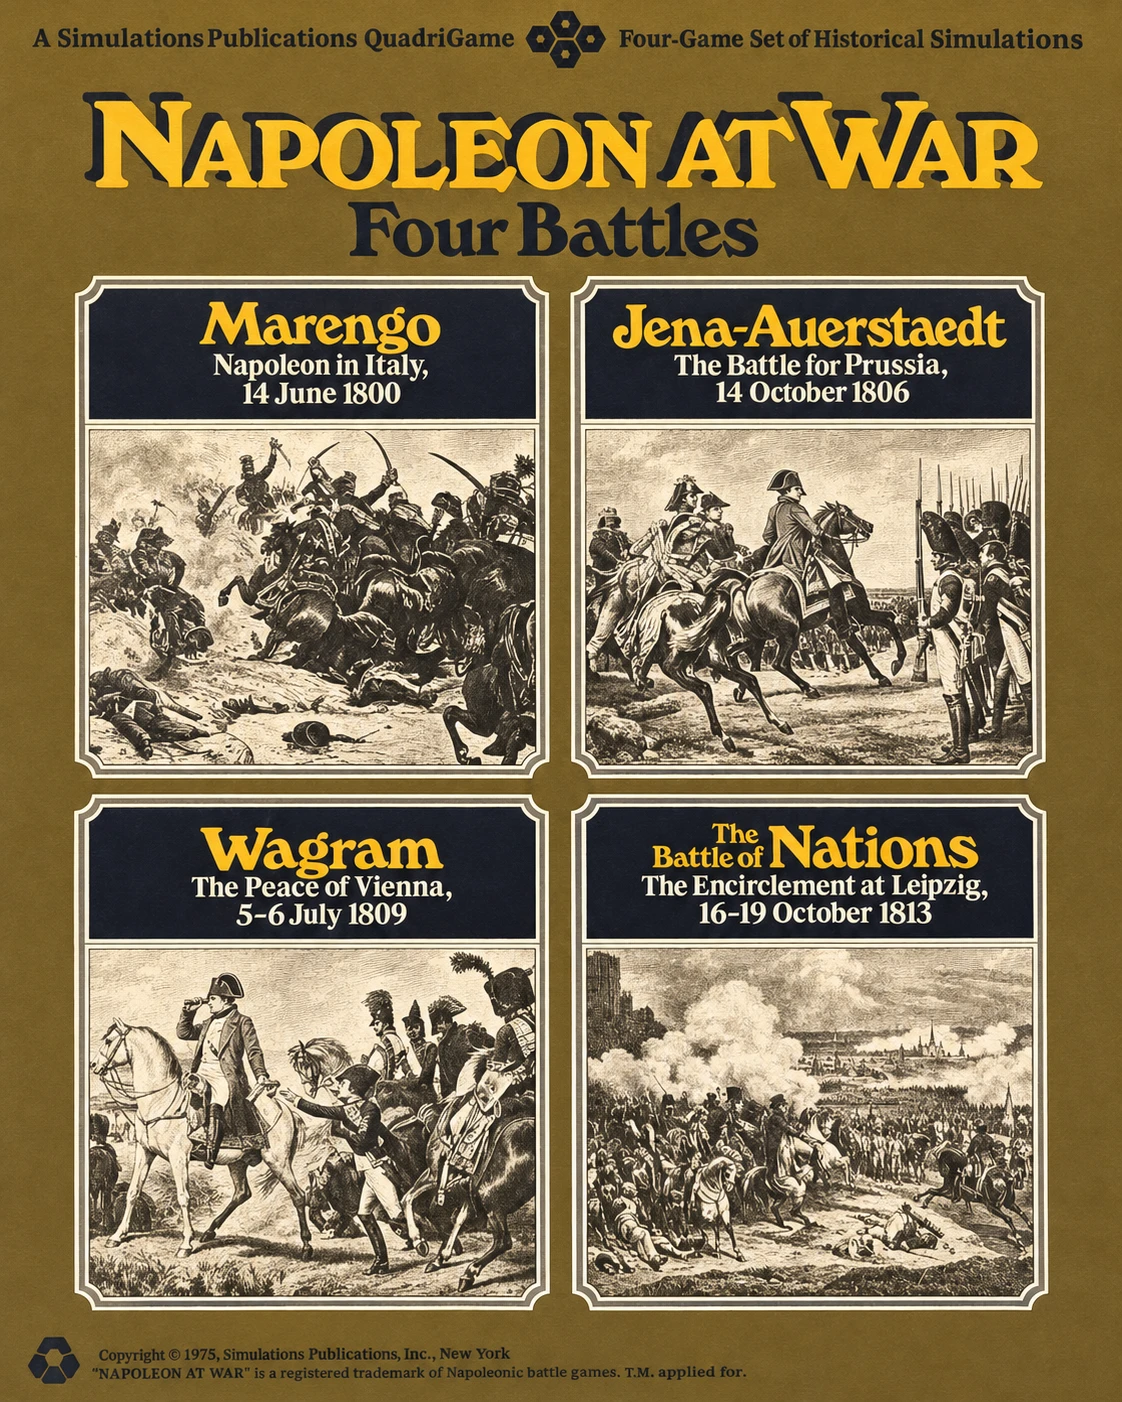 A Simulations Publications QuadriGame Four-Game Set of Historical Simulations
NAPOLEON AT WAR
Four Battles
Marengo
Napoleon in Italy,
14 June 1800
Jena-Auerstaedt
The Battle for Prussia,
14 October 1806
Wagram
The Peace of Vienna,
5-6 July 1809
The
Battle of Nations
The Encirclement at Leipzig,
16-19 October 1813
Copyright © 1975, Simulations Publications, Inc., New York
"NAPOLEON AT WAR" is a registered trademark of Napoleonic battle games. T.M. applied for.